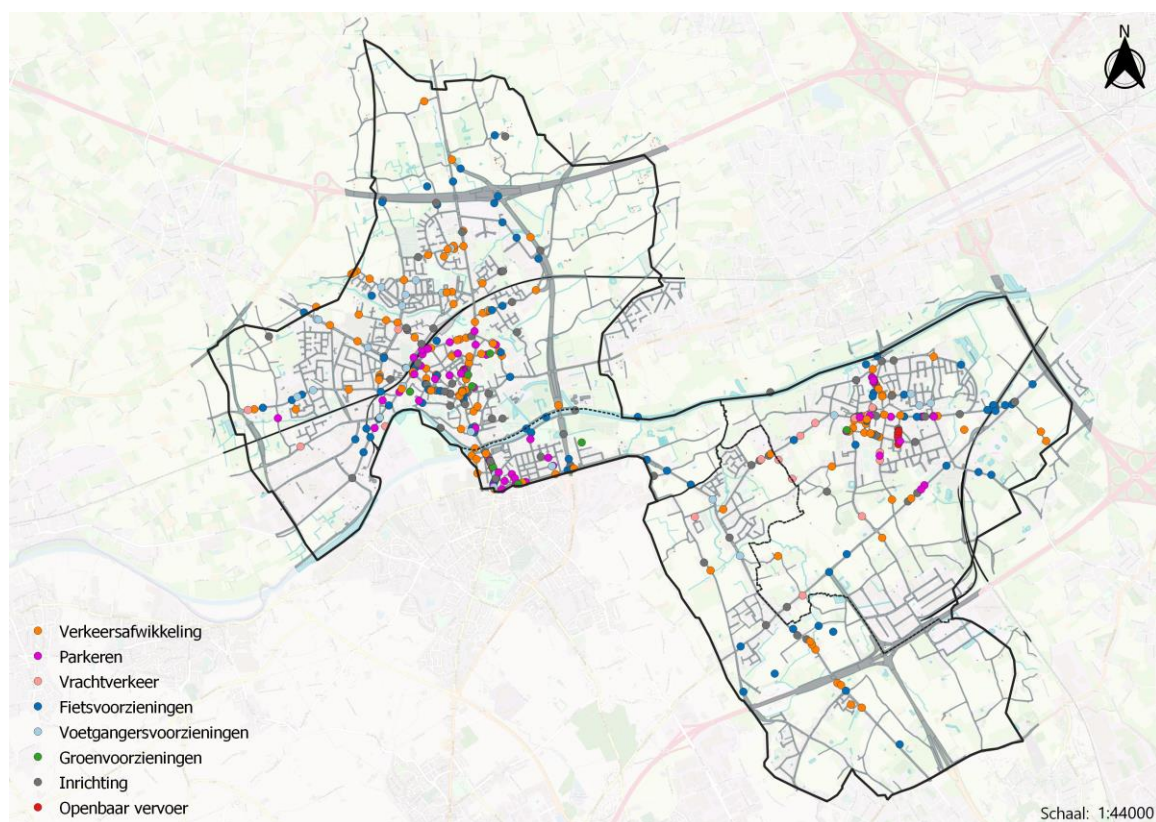 N
Verkeersafwikkeling
Parkeren
Vrachtverkeer
Fietsvoorzieningen
Voetgangersvoorzieningen
Groenvoorzieningen
Inrichting
Openbaar vervoer
Schaal: 1:44000